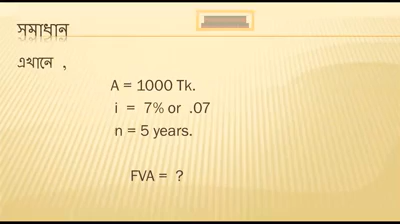 সমাধান
এখানে ,
A = 1000 Tk.
i = 7% or .07
n = 5 years.
FVA = ?